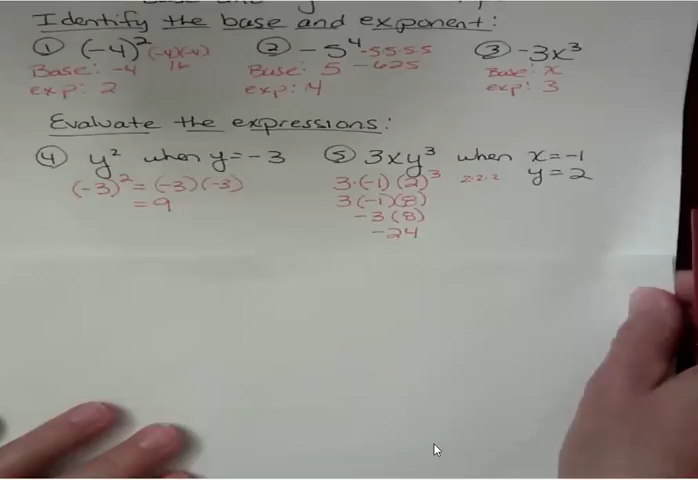 Identify the base and exponent:
① (-4)² (-4)(-4) ② -5⁴ -5·5·5·5 ③ -3x³
Base: -4 16 Base: 5 -625 Base: x
exp: 2 exp: 4 exp: 3
Evaluate the expressions:
④ y² when y=-3 ⑤ 3xy³ when x=-1
(-3)² = (-3)(-3) 3·(-1)(2)³ 2·2·2 y=2
= 9 3(-1)(8)
-3(8)
-24